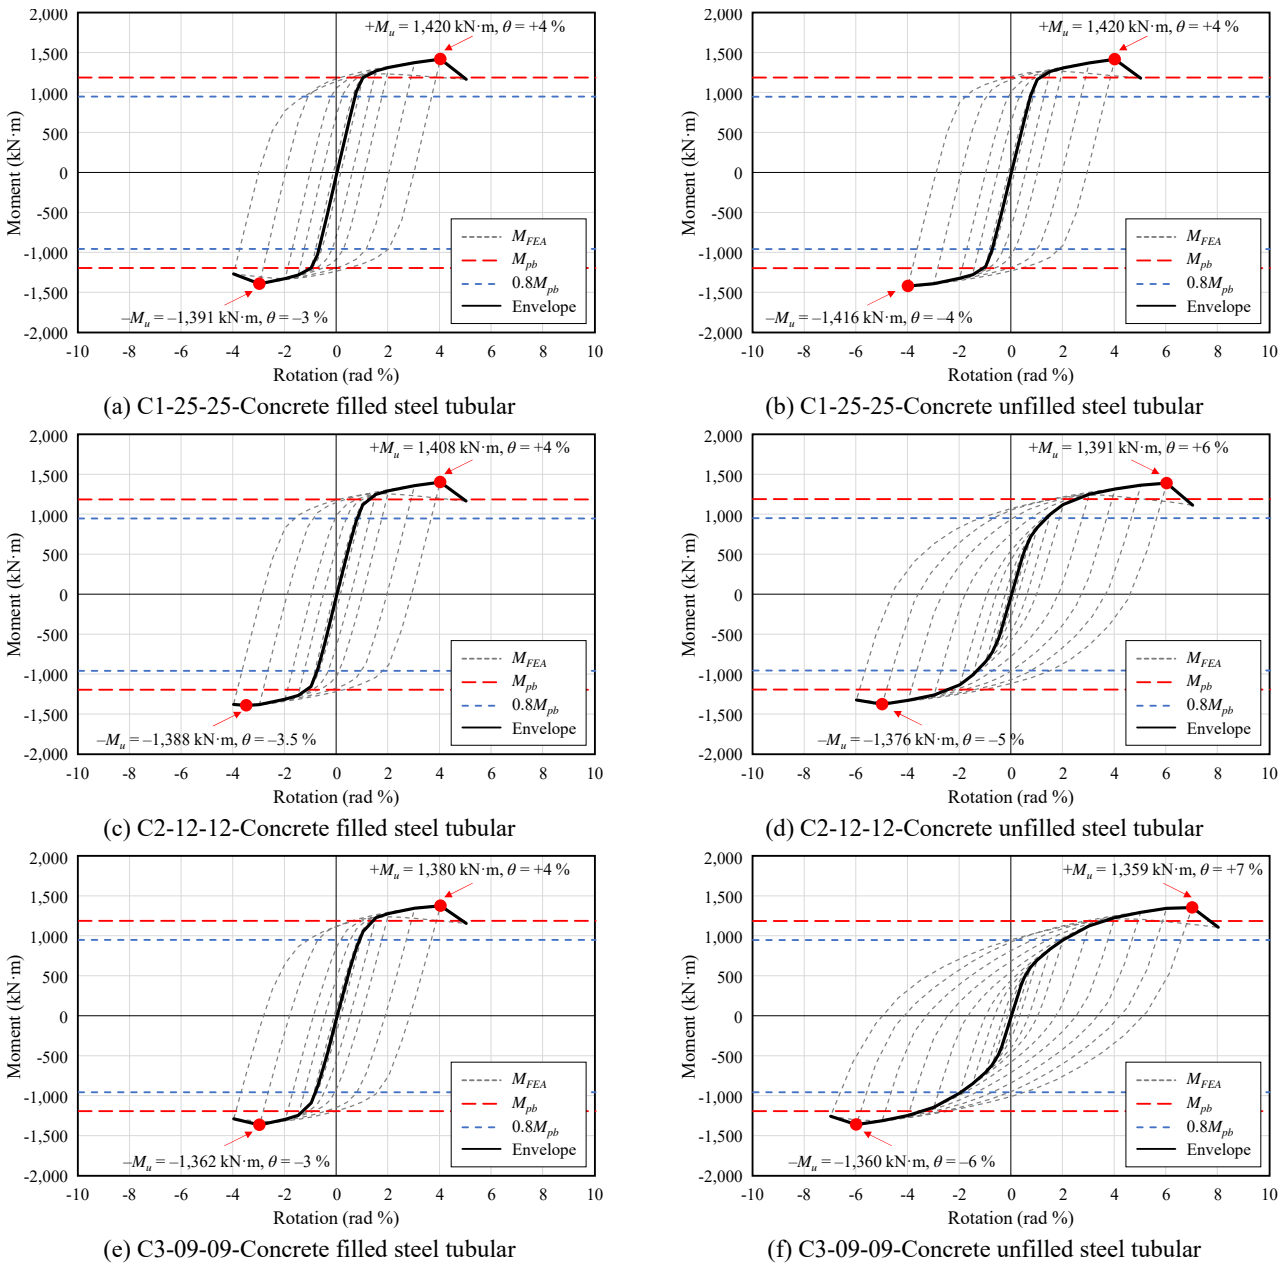 +Mu = 1,420 kN·m, θ = +4 %
2,000
1,500
1,000
500
0
-500
-1,000
-1,500
-2,000
Moment (kN·m)
MFEA
Mpb
0.8Mpb
Envelope
–Mu = –1,391 kN·m, θ = –3 %
-10 -8 -6 -4 -2 0 2 4 6 8 10
Rotation (rad %)
(a) C1-25-25-Concrete filled steel tubular
+Mu = 1,420 kN·m, θ = +4 %
2,000
1,500
1,000
500
0
-500
-1,000
-1,500
-2,000
Moment (kN·m)
MFEA
Mpb
0.8Mpb
Envelope
–Mu = –1,416 kN·m, θ = –4 %
-10 -8 -6 -4 -2 0 2 4 6 8 10
Rotation (rad %)
(b) C1-25-25-Concrete unfilled steel tubular
+Mu = 1,408 kN·m, θ = +4 %
2,000
1,500
1,000
500
0
-500
-1,000
-1,500
-2,000
Moment (kN·m)
MFEA
Mpb
0.8Mpb
Envelope
–Mu = –1,388 kN·m, θ = –3.5 %
-10 -8 -6 -4 -2 0 2 4 6 8 10
Rotation (rad %)
(c) C2-12-12-Concrete filled steel tubular
+Mu = 1,391 kN·m, θ = +6 %
2,000
1,500
1,000
500
0
-500
-1,000
-1,500
-2,000
Moment (kN·m)
MFEA
Mpb
0.8Mpb
Envelope
–Mu = –1,376 kN·m, θ = –5 %
-10 -8 -6 -4 -2 0 2 4 6 8 10
Rotation (rad %)
(d) C2-12-12-Concrete unfilled steel tubular
+Mu = 1,380 kN·m, θ = +4 %
2,000
1,500
1,000
500
0
-500
-1,000
-1,500
-2,000
Moment (kN·m)
MFEA
Mpb
0.8Mpb
Envelope
–Mu = –1,362 kN·m, θ = –3 %
-10 -8 -6 -4 -2 0 2 4 6 8 10
Rotation (rad %)
(e) C3-09-09-Concrete filled steel tubular
+Mu = 1,359 kN·m, θ = +7 %
2,000
1,500
1,000
500
0
-500
-1,000
-1,500
-2,000
Moment (kN·m)
MFEA
Mpb
0.8Mpb
Envelope
–Mu = –1,360 kN·m, θ = –6 %
-10 -8 -6 -4 -2 0 2 4 6 8 10
Rotation (rad %)
(f) C3-09-09-Concrete unfilled steel tubular